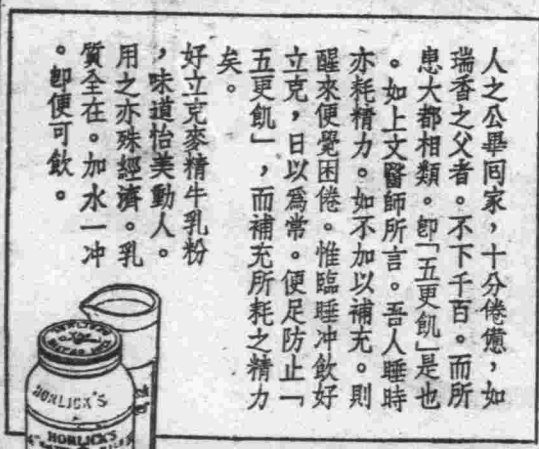 人之公畢囘家，十分倦憊，如
瑞香之父者。不下千百。而所
患大都相類。卽「五更飢」是也
。如上文醫師所言。吾人睡時
亦耗精力。如不加以補充。則
醒來便覺困倦。惟臨睡冲飲好
立克，日以爲常。便足防止「
五更飢」，而補充所耗之精力
矣。
好立克麥精牛乳粉
，味道怡美動人。
用之亦殊經濟。乳
質全在。加水一冲
。卽便可飲。
HORLICK'S
HORLICK'S